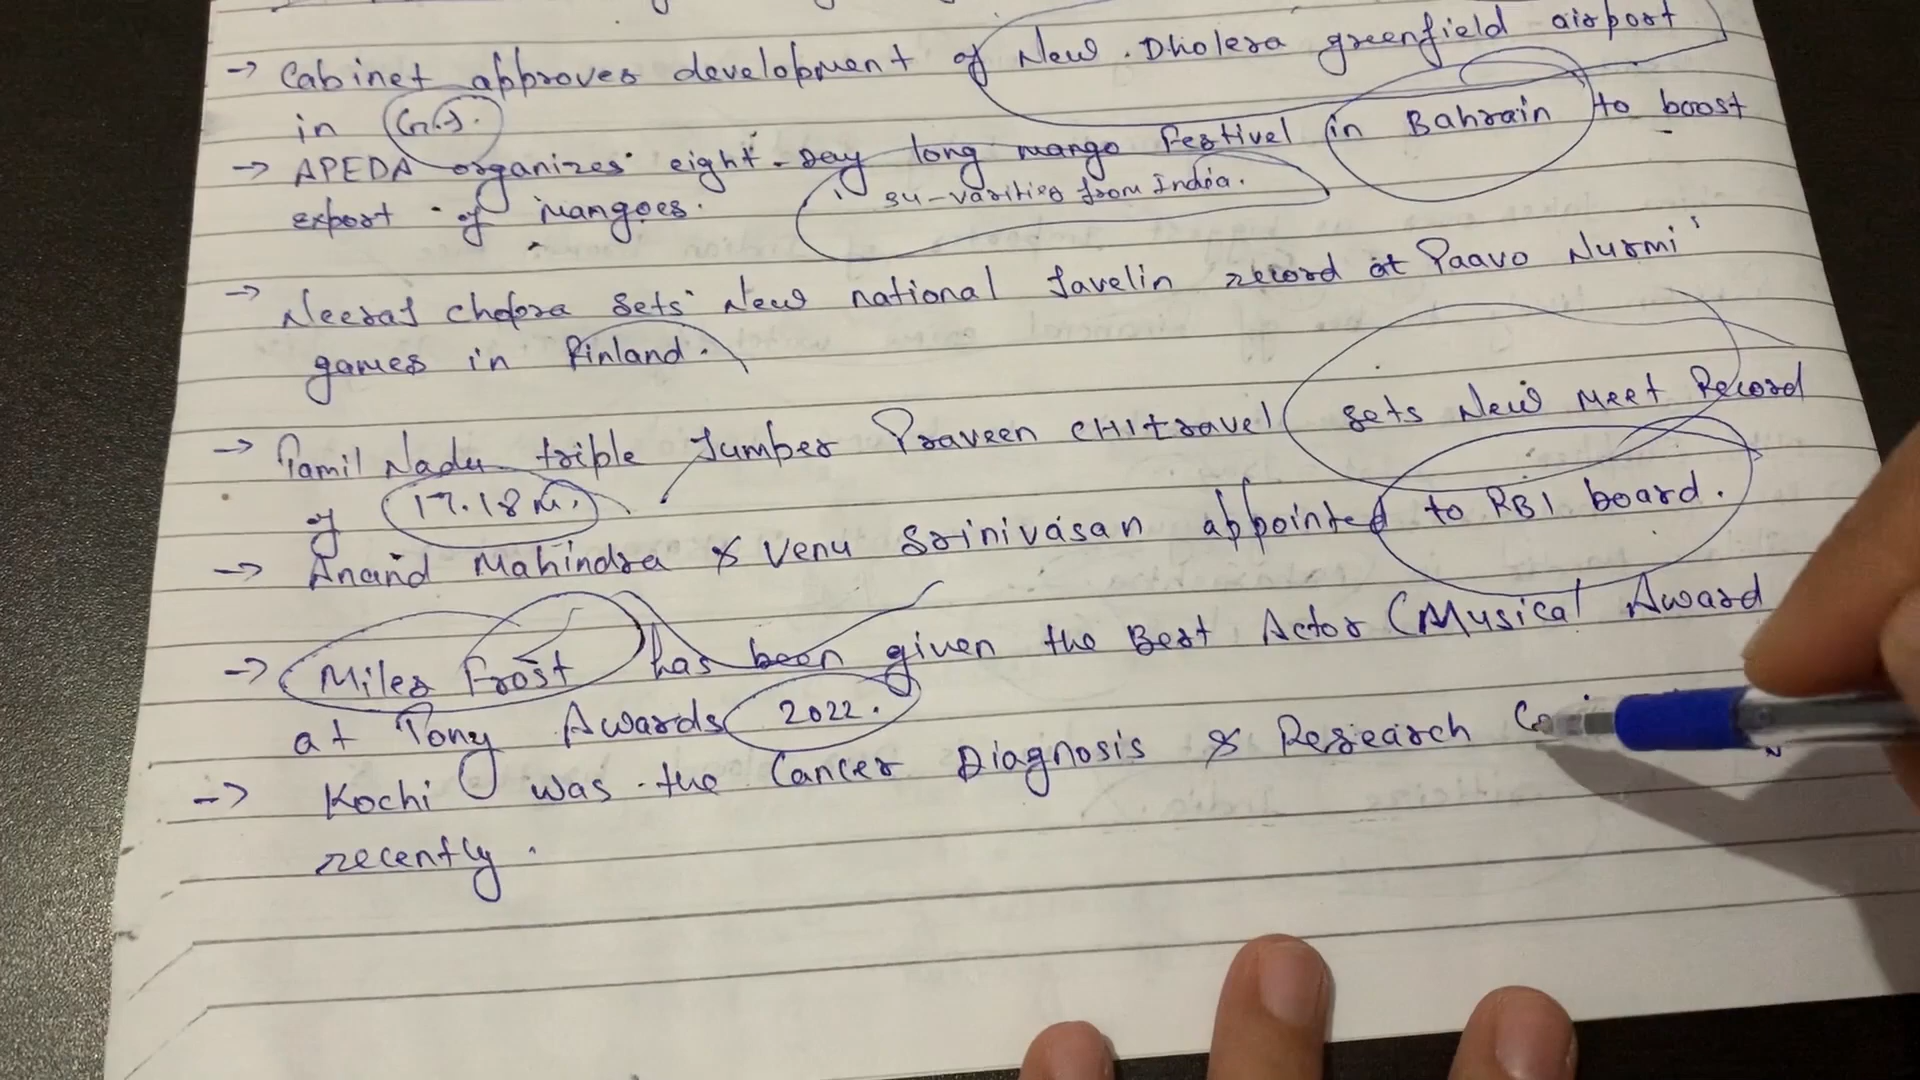 → Cabinet approves development of New Dholera greenfield airport
in (GJ).
→ APEDA organizes eight-Day long mango Festivel in Bahrain to boost
export of Mangoes.
34-varities from India.
→ Neeraj chopra sets New national Javelin record at Paavo Nurmi
games in Finland.
→ Tamil Nadu trible Jumber Praveen CHitravel sets New Meet Record
of 17.18m.
→ Anand Mahindra & Venu Srinivasan appointed to RBI board.
→ Miles Frost has been given the Best Actor (Musical Award
at Tony Awards 2022.
→ Kochi was the Cancer Diagnosis & Research
recently.